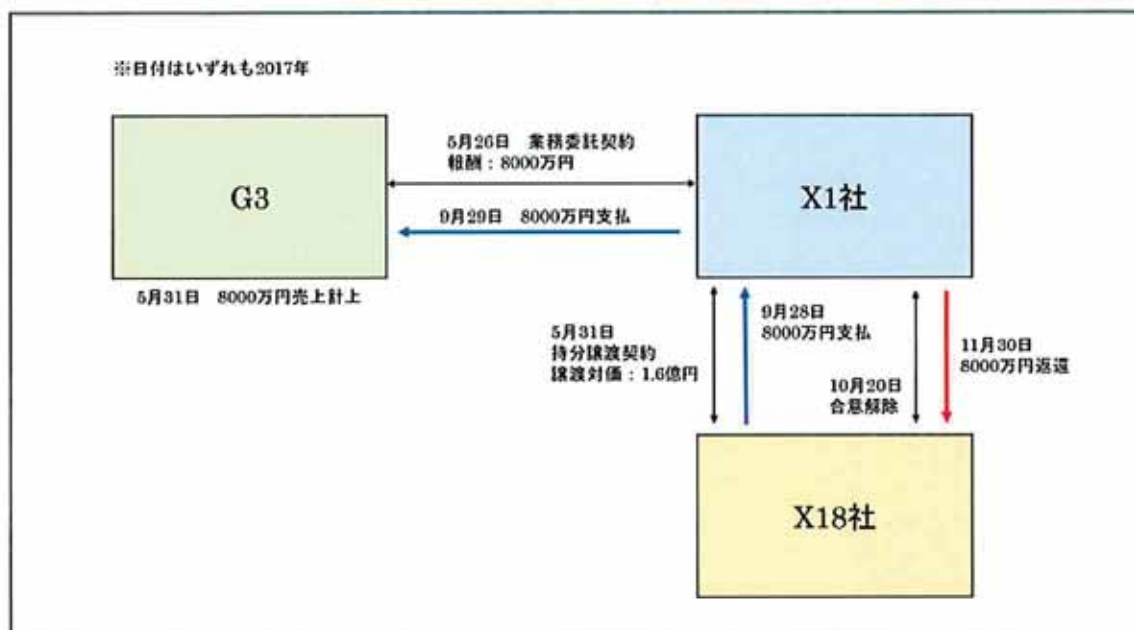 ※日付はいずれも2017年
5月26日　業務委託契約
報酬：8000万円
G3
X1社
9月29日　8000万円支払
5月31日　8000万円売上計上
5月31日
持分譲渡契約
譲渡対価：1.6億円
9月28日
8000万円支払
10月20日
合意解除
11月30日
8000万円返還
X18社